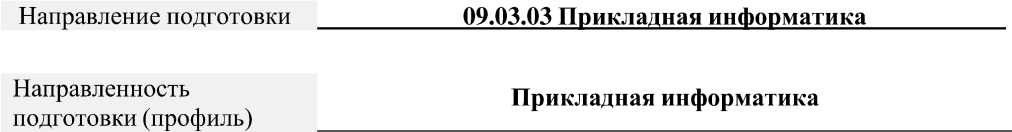 Направление подготовки 09.03.03 Прикладная информатика
Направленность
подготовки (профиль) Прикладная информатика